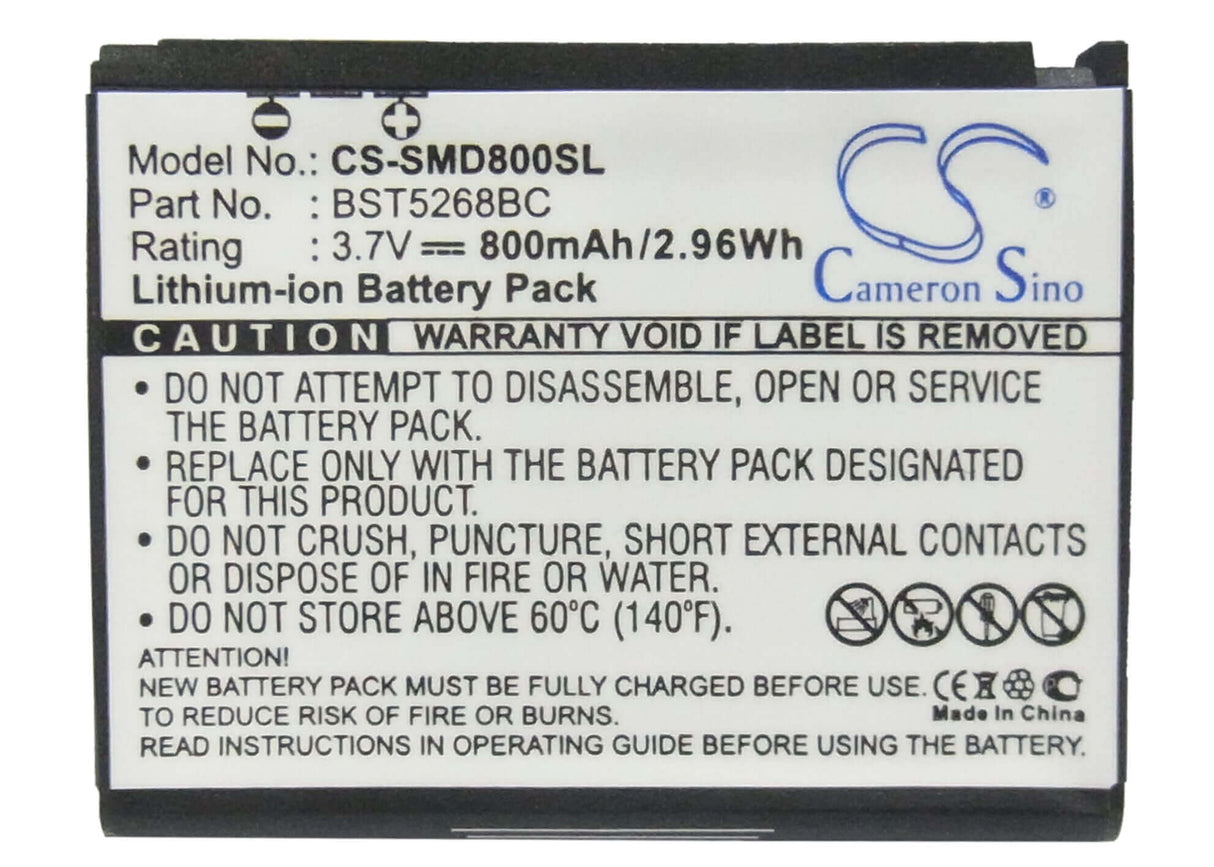 Model No.: CS-SMD800SL
Part No. : BST5268BC
Rating : 3.7V 800mAh/2.96Wh
Lithium-ion Battery Pack
CS ®
Cameron Sino
CAUTION WARRANTY VOID IF LABEL IS REMOVED
• DO NOT ATTEMPT TO DISASSEMBLE, OPEN OR SERVICE
THE BATTERY PACK.
• REPLACE ONLY WITH THE BATTERY PACK DESIGNATED
FOR THIS PRODUCT.
• DO NOT CRUSH, PUNCTURE, SHORT EXTERNAL CONTACTS
OR DISPOSE OF IN FIRE OR WATER.
• DO NOT STORE ABOVE 60°C (140°F).
ATTENTION!
NEW BATTERY PACK MUST BE FULLY CHARGED BEFORE USE.
TO REDUCE RISK OF FIRE OR BURNS.
READ INSTRUCTIONS IN OPERATING GUIDE BEFORE USING THE BATTERY.
CE
Made In China